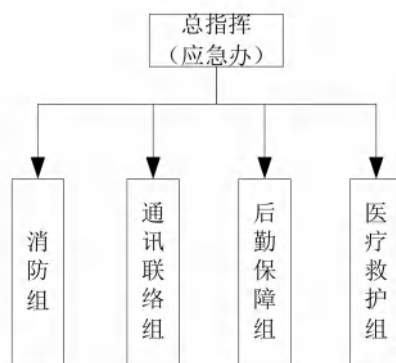 总指挥
（应急办）
消防组
通讯联络组
后勤保障组
医疗救护组